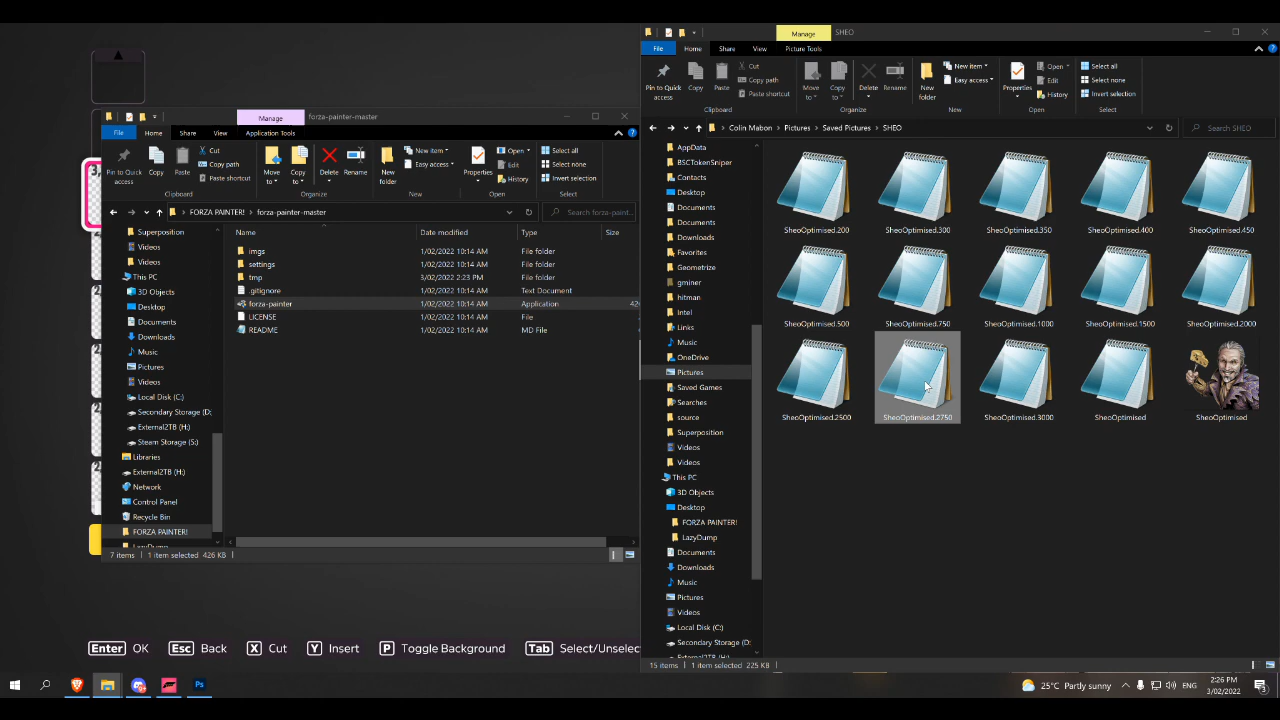 Manage
forza-painter-master
File
Home
Share
View
Application Tools
Pin to Quick access
Copy
Paste
Cut
Copy path
Paste shortcut
Clipboard
Move to
Copy to
Delete
Rename
Organize
New folder
New item
Easy access
New
Properties
Open
Edit
History
Open
Select all
Select none
Invert selection
Select
FORZA PAINTER!
forza-painter-master
Search forza-paint...
Superposition
Videos
Videos
This PC
3D Objects
Desktop
Documents
Downloads
Music
Pictures
Videos
Local Disk (C:)
Secondary Storage (D:
External2TB (H:)
Steam Storage (S:)
Libraries
External2TB (H:)
Network
Control Panel
Recycle Bin
FORZA PAINTER!
LazyDump
Name Date modified Type Size
imgs 1/02/2022 10:14 AM File folder
settings 1/02/2022 10:14 AM File folder
tmp 3/02/2022 2:23 PM File folder
.gitignore 1/02/2022 10:14 AM Text Document
forza-painter 1/02/2022 10:14 AM Application 42
LICENSE 1/02/2022 10:14 AM File
README 1/02/2022 10:14 AM MD File
7 items 1 item selected 426 KB
Manage
SHEO
File
Home
Share
View
Picture Tools
Pin to Quick access
Copy
Paste
Cut
Copy path
Paste shortcut
Clipboard
Move to
Copy to
Delete
Rename
Organize
New folder
New item
Easy access
New
Properties
Open
Edit
History
Open
Select all
Select none
Invert selection
Select
Colin Mabon
Pictures
Saved Pictures
SHEO
Search SHEO
AppData
BSCTokenSniper
Contacts
Desktop
Documents
Documents
Downloads
Favorites
Geometrize
gminer
hitman
Intel
Links
Music
OneDrive
Pictures
Saved Games
Searches
source
Superposition
Videos
Videos
This PC
3D Objects
Desktop
FORZA PAINTER!
LazyDump
Documents
Downloads
Music
Pictures
Videos
Local Disk (C:)
Secondary Storage (D:
External2TB (H:)
SheoOptimised.200
SheoOptimised.300
SheoOptimised.350
SheoOptimised.400
SheoOptimised.450
SheoOptimised.500
SheoOptimised.750
SheoOptimised.1000
SheoOptimised.1500
SheoOptimised.2000
SheoOptimised.2500
SheoOptimised.2750
SheoOptimised.3000
SheoOptimised
SheoOptimised
15 items 1 item selected 225 KB
Enter OK Esc Back X Cut Y Insert P Toggle Background Tab Select/Unselec
25°C Partly sunny
ENG
2:26 PM
3/02/2022